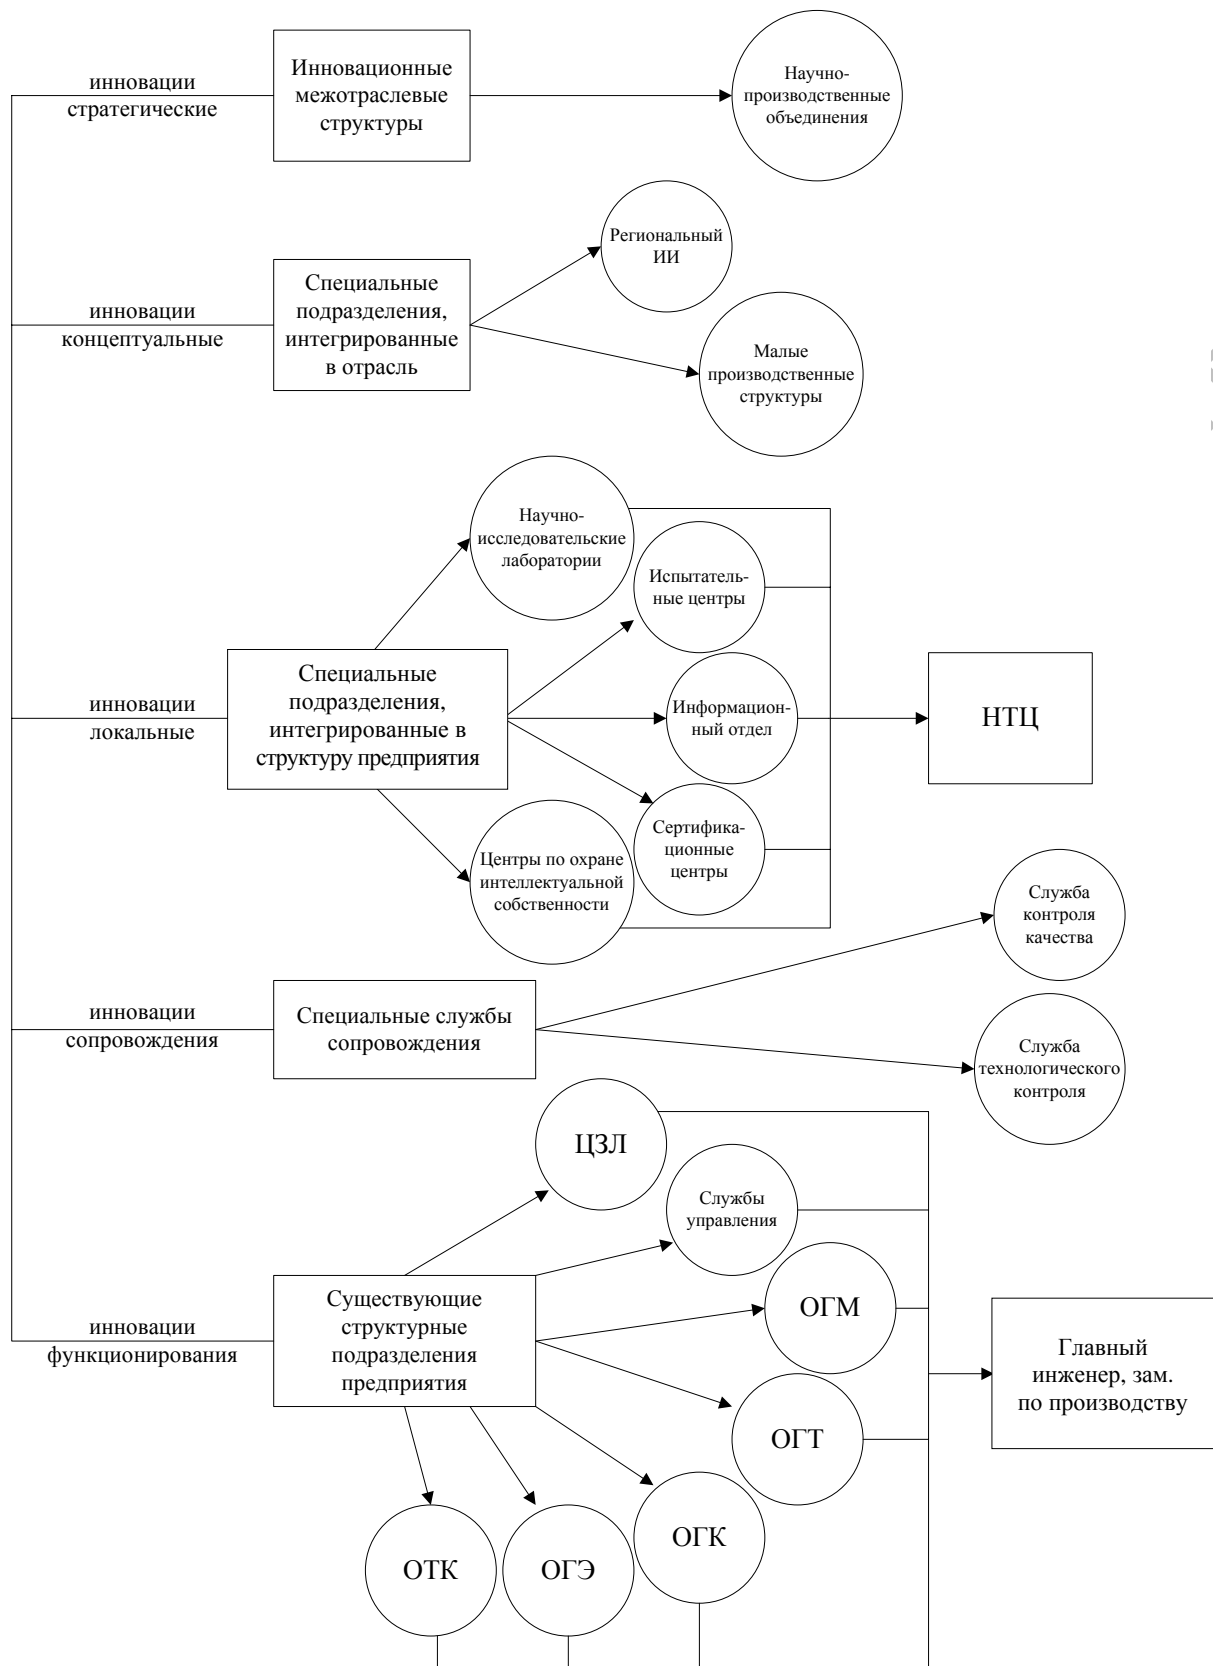 инновации
стратегические
Инновационные
межотраслевые
структуры
Научно-
производственные
объединения
Региональный
ИИ
инновации
концептуальные
Специальные
подразделения,
интегрированные
в отрасль
Малые
производственные
структуры
Научно-
исследовательские
лаборатории
Испытатель-
ные центры
инновации
локальные
Специальные
подразделения,
интегрированные в
структуру предприятия
Информацион-
ный отдел
НТЦ
Сертифика-
ционные
центры
Центры по охране
интеллектуальной
собственности
Служба
контроля
качества
инновации
сопровождения
Специальные службы
сопровождения
Служба
технологического
контроля
ЦЗЛ
Службы
управления
ОГМ
инновации
функционирования
Существующие
структурные
подразделения
предприятия
Главный
инженер, зам.
по производству
ОГТ
ОГК
ОТК
ОГЭ